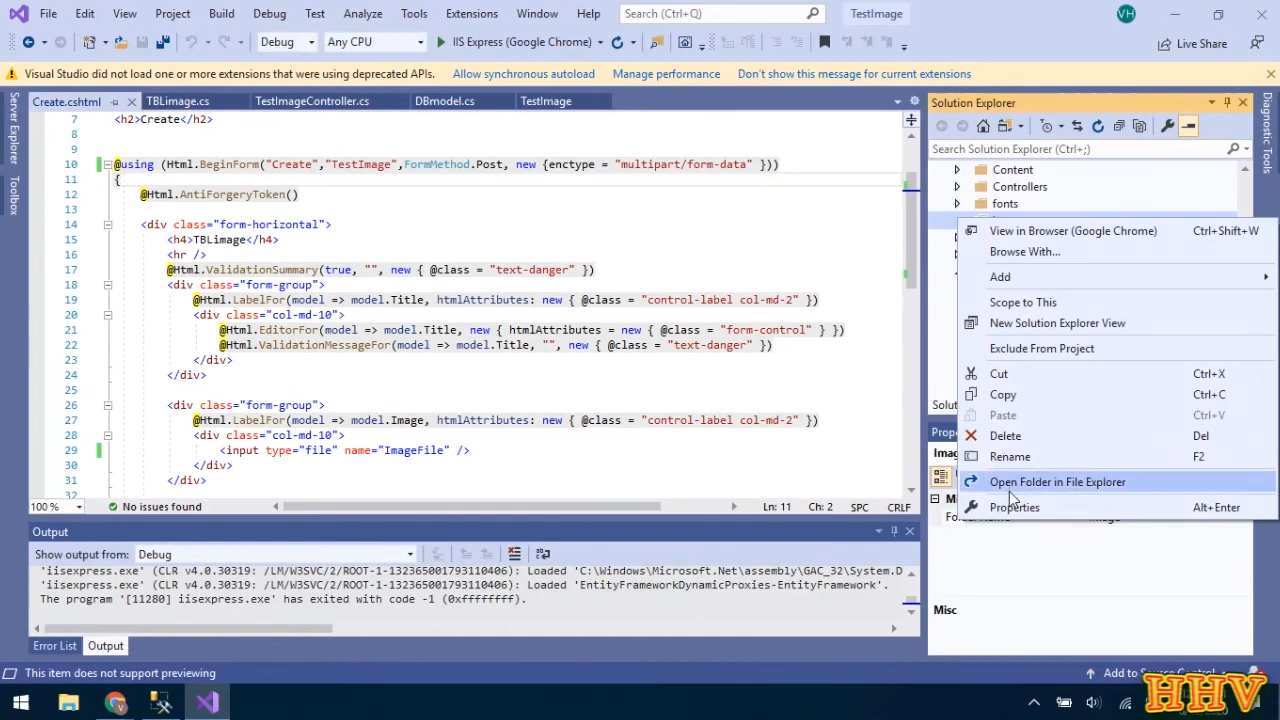 File Edit View Project Build Debug Test Analyze Tools Extensions Window Help Search (Ctrl+Q) TestImage VH
Debug Any CPU IIS Express (Google Chrome) Live Share
Visual Studio did not load one or more extensions that were using deprecated APIs. Allow synchronous autoload Manage performance Don't show this message for current extensions
Server Explorer
Toolbox
Create.cshtml TBLimage.cs TestImageController.cs DBmodel.cs TestImage
7 <h2>Create</h2>
8
9
10 @using (Html.BeginForm("Create","TestImage",FormMethod.Post, new {enctype = "multipart/form-data" }))
11 {
12 @Html.AntiForgeryToken()
13
14 <div class="form-horizontal">
15 <h4>TBLimage</h4>
16 <hr />
17 @Html.ValidationSummary(true, "", new { @class = "text-danger" })
18 <div class="form-group">
19 @Html.LabelFor(model => model.Title, htmlAttributes: new { @class = "control-label col-md-2" })
20 <div class="col-md-10">
21 @Html.EditorFor(model => model.Title, new { htmlAttributes = new { @class = "form-control" } })
22 @Html.ValidationMessageFor(model => model.Title, "", new { @class = "text-danger" })
23 </div>
24 </div>
25
26 <div class="form-group">
27 @Html.LabelFor(model => model.Image, htmlAttributes: new { @class = "control-label col-md-2" })
28 <div class="col-md-10">
29 <input type="file" name="ImageFile" />
30 </div>
31 </div>
32
100 % No issues found Ln: 11 Ch: 2 SPC CRLF
Output
Show output from: Debug
'iisexpress.exe' (CLR v4.0.30319: /LM/W3SVC/2/ROOT-1-132365001793110406): Loaded 'C:\Windows\Microsoft.Net\assembly\GAC_32\System.D
'iisexpress.exe' (CLR v4.0.30319: /LM/W3SVC/2/ROOT-1-132365001793110406): Loaded 'EntityFrameworkDynamicProxies-EntityFramework'.
The program '[11280] iisexpress.exe' has exited with code -1 (0xffffffff).
Error List Output
This item does not support previewing
Solution Explorer
Search Solution Explorer (Ctrl+;)
Content
Controllers
fonts
View in Browser (Google Chrome) Ctrl+Shift+W
Browse With...
Add
Scope to This
New Solution Explorer View
Exclude From Project
Cut Ctrl+X
Copy Ctrl+C
Paste Ctrl+V
Delete Del
Rename F2
Open Folder in File Explorer
Properties Alt+Enter
Misc
Diagnostic Tools
Add to Source Control
HHV